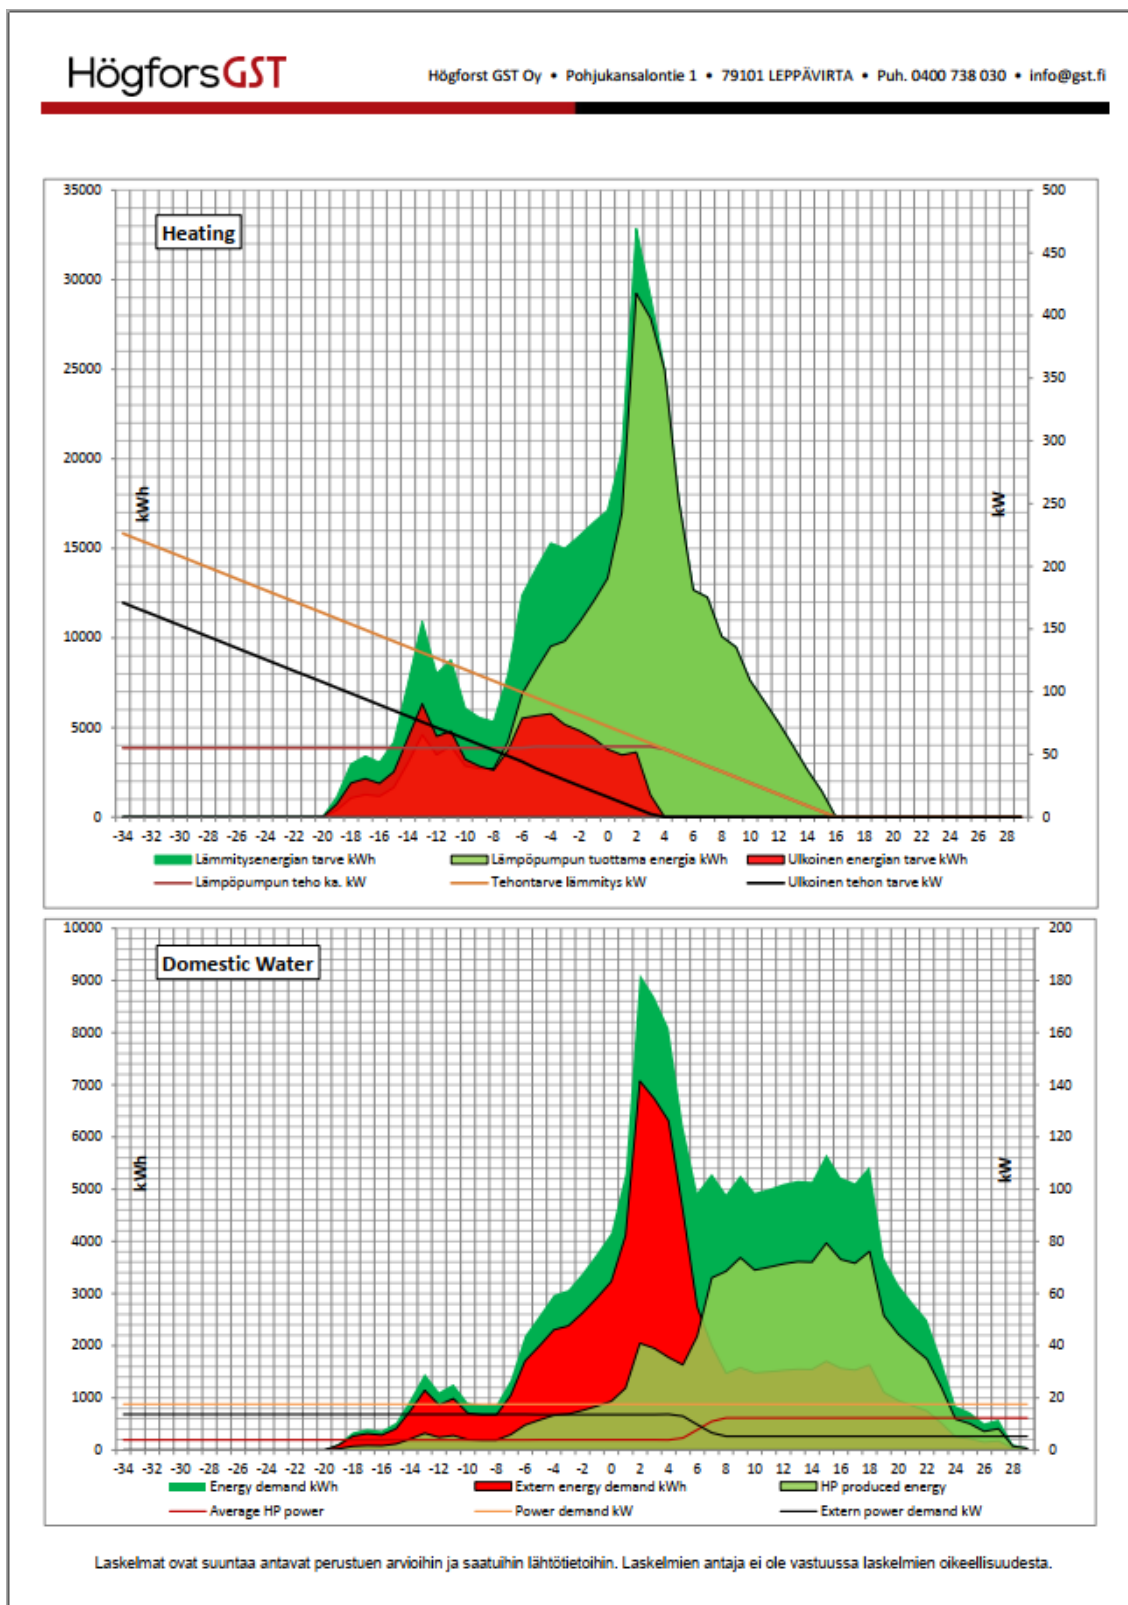 HögforsGST
Högforst GST Oy • Pohjukansalontie 1 • 79101 LEPPÄVIRTA • Puh. 0400 738 030 • info@gst.fi
Heating
35000
30000
25000
20000
15000
10000
5000
0
kWh
500
450
400
350
300
250
200
150
100
50
0
kW
-34 -32 -30 -28 -26 -24 -22 -20 -18 -16 -14 -12 -10 -8 -6 -4 -2 0 2 4 6 8 10 12 14 16 18 20 22 24 26 28
Lämmitysenergian tarve kWh Lämpöpumpun tuottama energia kWh Ulkoinen energian tarve kWh
Lämpöpumpun teho ka. kW Tehontarve lämmitys kW Ulkoinen tehon tarve kW
Domestic Water
10000
9000
8000
7000
6000
5000
4000
3000
2000
1000
0
kWh
200
180
160
140
120
100
80
60
40
20
0
kW
-34 -32 -30 -28 -26 -24 -22 -20 -18 -16 -14 -12 -10 -8 -6 -4 -2 0 2 4 6 8 10 12 14 16 18 20 22 24 26 28
Energy demand kWh Extern energy demand kWh HP produced energy
Average HP power Power demand kW Extern power demand kW
Laskelmat ovat suuntaa antavat perustuen arvioihin ja saatuihin lähtötietoihin. Laskelmien antaja ei ole vastuussa laskelmien oikeellisuudesta.